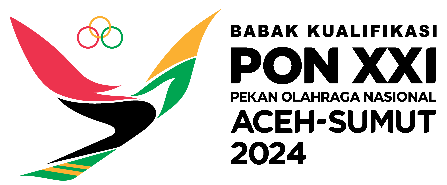 BABAK KUALIFIKASI
PON XXI
PEKAN OLAHRAGA NASIONAL
ACEH-SUMUT
2024